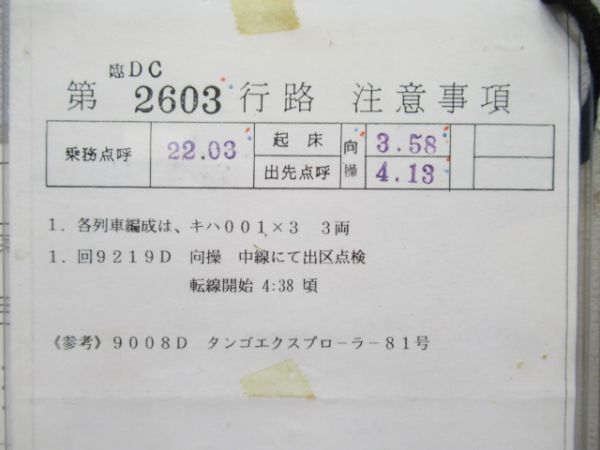 臨DC
第 2603 行路 注意事項
乗務点呼 22.03 起床 向操 3.58
出先点呼 4.13
1. 各列車編成は、キハ001×3 3両
1. 回9219D 向操 中線にて出区点検
転線開始 4:38 頃
《参考》9008D タンゴエクスプローラー81号